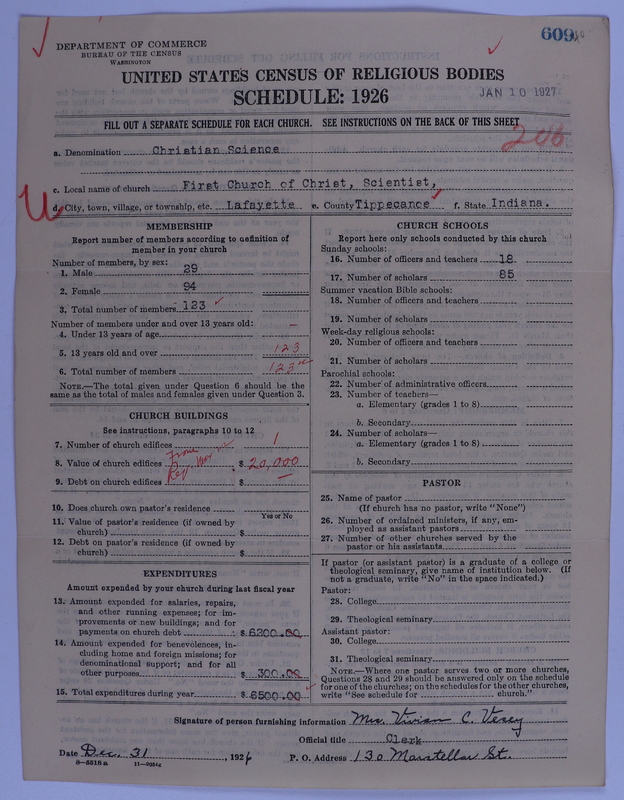 609
DEPARTMENT OF COMMERCE
BUREAU OF THE CENSUS
WASHINGTON
UNITED STATES CENSUS OF RELIGIOUS BODIES
SCHEDULE: 1926
JAN 10 1927
FILL OUT A SEPARATE SCHEDULE FOR EACH CHURCH. SEE INSTRUCTIONS ON THE BACK OF THIS SHEET
206
a. Denomination Christian Science
c. Local name of church First Church of Christ, Scientist,
d. City, town, village, or township, etc. Lafayette e. County Tippecanoe f. State Indiana.
MEMBERSHIP
Report number of members according to definition of
member in your church
Number of members, by sex:
1. Male 29
2. Female 94
3. Total number of members 123
Number of members under and over 13 years old:
4. Under 13 years of age —
5. 13 years old and over 123
6. Total number of members 123
NOTE.—The total given under Question 6 should be the
same as the total of males and females given under Question 3.
CHURCH BUILDINGS
See instructions, paragraphs 10 to 12
7. Number of church edifices 1
from
8. Value of church edifices $ 20,000
9. Debt on church edifices $ —
10. Does church own pastor's residence
Yes or No
11. Value of pastor's residence (if owned by
church) $
12. Debt on pastor's residence (if owned by
church) $
EXPENDITURES
Amount expended by your church during last fiscal year
13. Amount expended for salaries, repairs,
and other running expenses; for im-
provements or new buildings; and for
payments on church debt $ 6200.00
14. Amount expended for benevolences, in-
cluding home and foreign missions; for
denominational support; and for all
other purposes $ 300.00
15. Total expenditures during year $ 6500.00
CHURCH SCHOOLS
Report here only schools conducted by this church
Sunday schools:
16. Number of officers and teachers 18
17. Number of scholars 85
Summer vacation Bible schools:
18. Number of officers and teachers
19. Number of scholars
Week-day religious schools:
20. Number of officers and teachers
21. Number of scholars
Parochial schools:
22. Number of administrative officers
23. Number of teachers—
a. Elementary (grades 1 to 8)
b. Secondary
24. Number of scholars—
a. Elementary (grades 1 to 8)
b. Secondary
PASTOR
25. Name of pastor
(If church has no pastor, write "None")
26. Number of ordained ministers, if any, em-
ployed as assistant pastors
27. Number of other churches served by the
pastor or his assistants
If pastor (or assistant pastor) is a graduate of a college or
theological seminary, give name of institution below. (If
not a graduate, write "No" in the space indicated.)
Pastor:
28. College
29. Theological seminary
Assistant pastor:
30. College
31. Theological seminary
NOTE.—Where one pastor serves two or more churches,
Questions 28 and 29 should be answered only on the schedule
for one of the churches; on the schedules for the other churches,
write "See schedule for church."
Signature of person furnishing information Mrs. Vivian C. Vesey
Official title Clerk
Date Dec. 31, 1926 P. O. Address 130 Marstellar St.
8-5518a 11-9034c